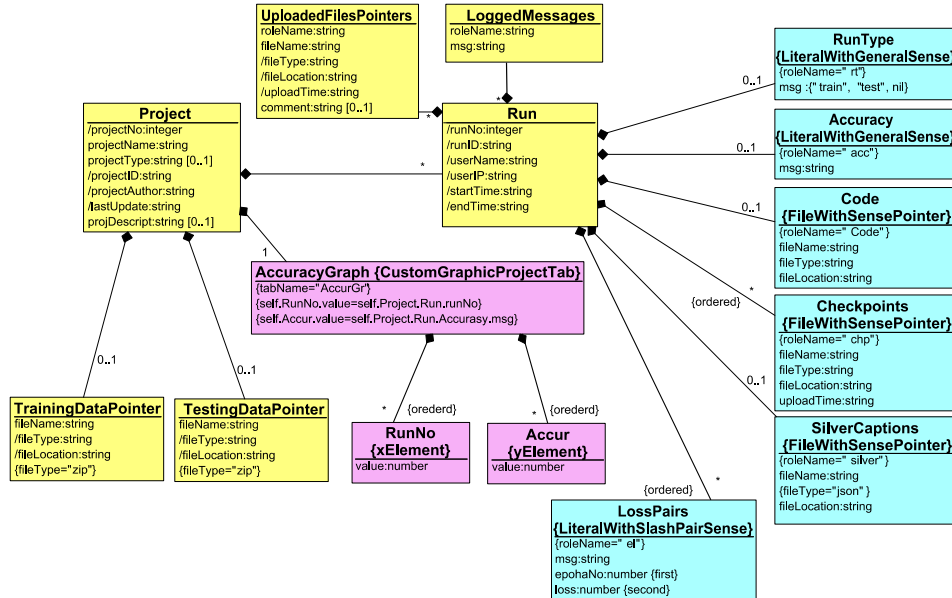 UploadedFilesPointers
roleName:string
fileName:string
/fileType:string
/fileLocation:string
/uploadTime:string
comment:string [0..1]
LoggedMessages
roleName:string
msg:string
RunType
{LiteralWithGeneralSense}
{roleName=" rt"}
msg :{" train", "test", nil}
Project
/projectNo:integer
projectName:string
projectType:string [0..1]
/projectID:string
/projectAuthor:string
/lastUpdate:string
projDescript:string [0..1]
Run
/runNo:integer
/runID:string
/userName:string
/userIP:string
/startTime:string
/endTime:string
*
*
*
0..1
0..1
0..1
Accuracy
{LiteralWithGeneralSense}
{roleName=" acc"}
msg:string
Code
{FileWithSensePointer}
{roleName=" Code"}
fileName:string
fileType:string
fileLocation:string
1
AccuracyGraph {CustomGraphicProjectTab}
{tabName="AccurGr"}
{self.RunNo.value=self.Project.Run.runNo}
{self.Accur.value=self.Project.Run.Accurasy.msg}
{ordered}
*
Checkpoints
{FileWithSensePointer}
{roleName=" chp"}
fileName:string
fileType:string
fileLocation:string
uploadTime:string
0..1
0..1
0..1
TrainingDataPointer
fileName:string
/fileType:string
/fileLocation:string
{fileType="zip"}
TestingDataPointer
fileName:string
/fileType:string
/fileLocation:string
{fileType="zip"}
* {orederd}
* {orederd}
RunNo
{xElement}
value:number
Accur
{yElement}
value:number
SilverCaptions
{FileWithSensePointer}
{roleName=" silver"}
fileName:string
{fileType="json" }
fileLocation:string
{ordered} *
LossPairs
{LiteralWithSlashPairSense}
{roleName=" el"}
msg:string
epohaNo:number {first}
loss:number {second}